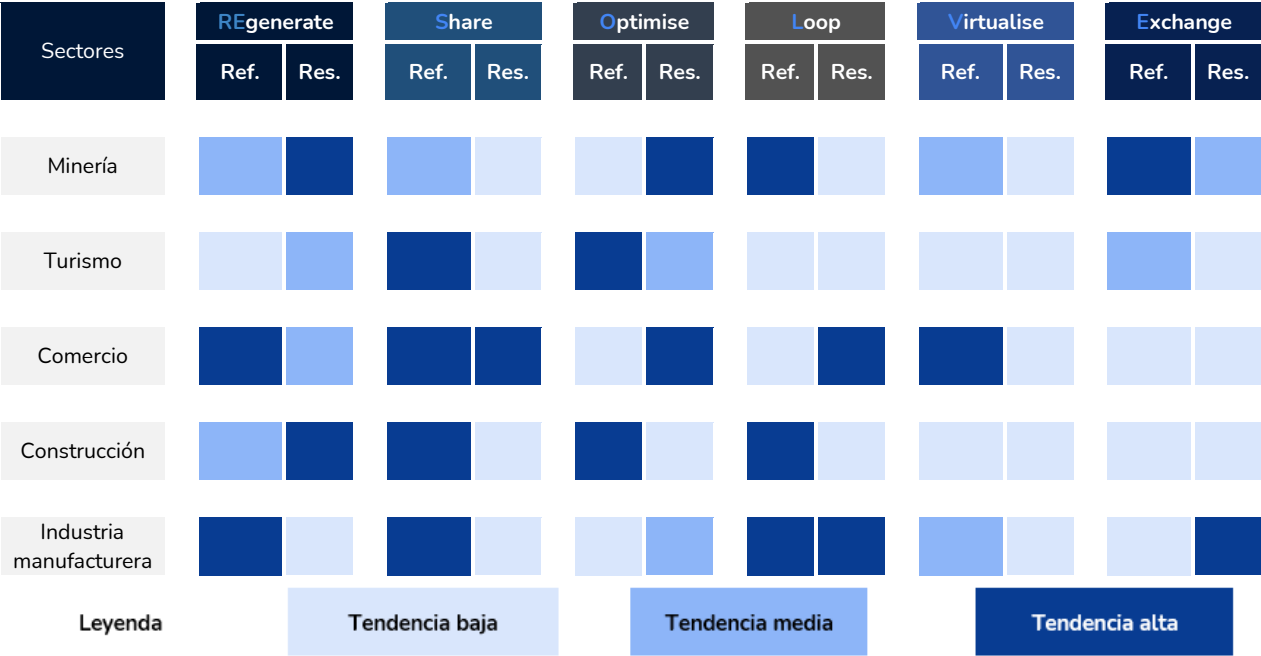 Sectores
REgenerate
Share
Optimise
Loop
Virtualise
Exchange
Ref.
Res.
Ref.
Res.
Ref.
Res.
Ref.
Res.
Ref.
Res.
Ref.
Res.
Minería
Turismo
Comercio
Construcción
Industria
manufacturera
Leyenda
Tendencia baja
Tendencia media
Tendencia alta